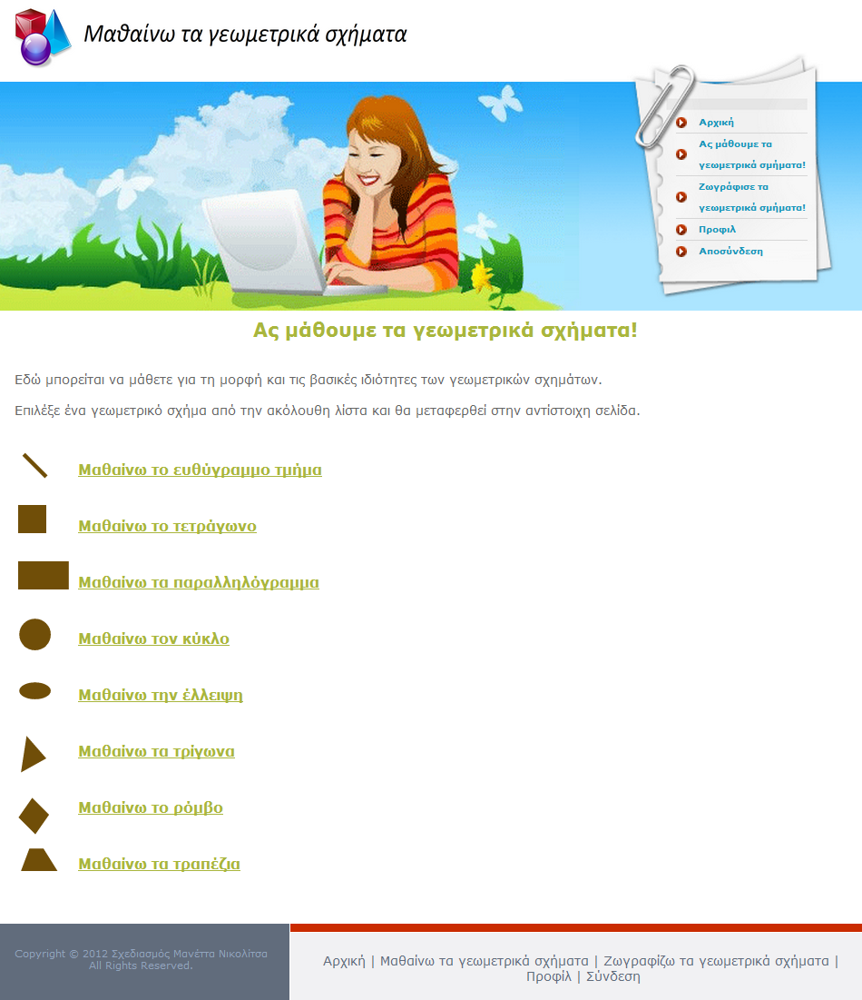 Μαθαίνω τα γεωμετρικά σχήματα
Αρχική
Ας μάθουμε τα
γεωμετρικά σμήματα!
Ζωγράφισε τα
γεωμετρικά σμήματα!
Προφιλ
Αποσύνδεση
Ας μάθουμε τα γεωμετρικά σχήματα!
Εδώ μπορείται να μάθετε για τη μορφή και τις βασικές ιδιότητες των γεωμετρικών σχημάτων.
Επιλέξε ένα γεωμετρικό σχήμα από την ακόλουθη λίστα και θα μεταφερθεί στην αντίστοιχη σελίδα.
Μαθαίνω το ευθύγραμμο τμήμα
Μαθαίνω το τετράγωνο
Μαθαίνω τα παραλληλόγραμμα
Μαθαίνω τον κύκλο
Μαθαίνω την έλλειψη
Μαθαίνω τα τρίγωνα
Μαθαίνω το ρόμβο
Μαθαίνω τα τραπέζια
Copyright © 2012 Σχεδιασμός Μανέττα Νικολίτσα
All Rights Reserved.
Αρχική | Μαθαίνω τα γεωμετρικά σχήματα | Ζωγραφίζω τα γεωμετρικά σχήματα |
Προφίλ | Σύνδεση